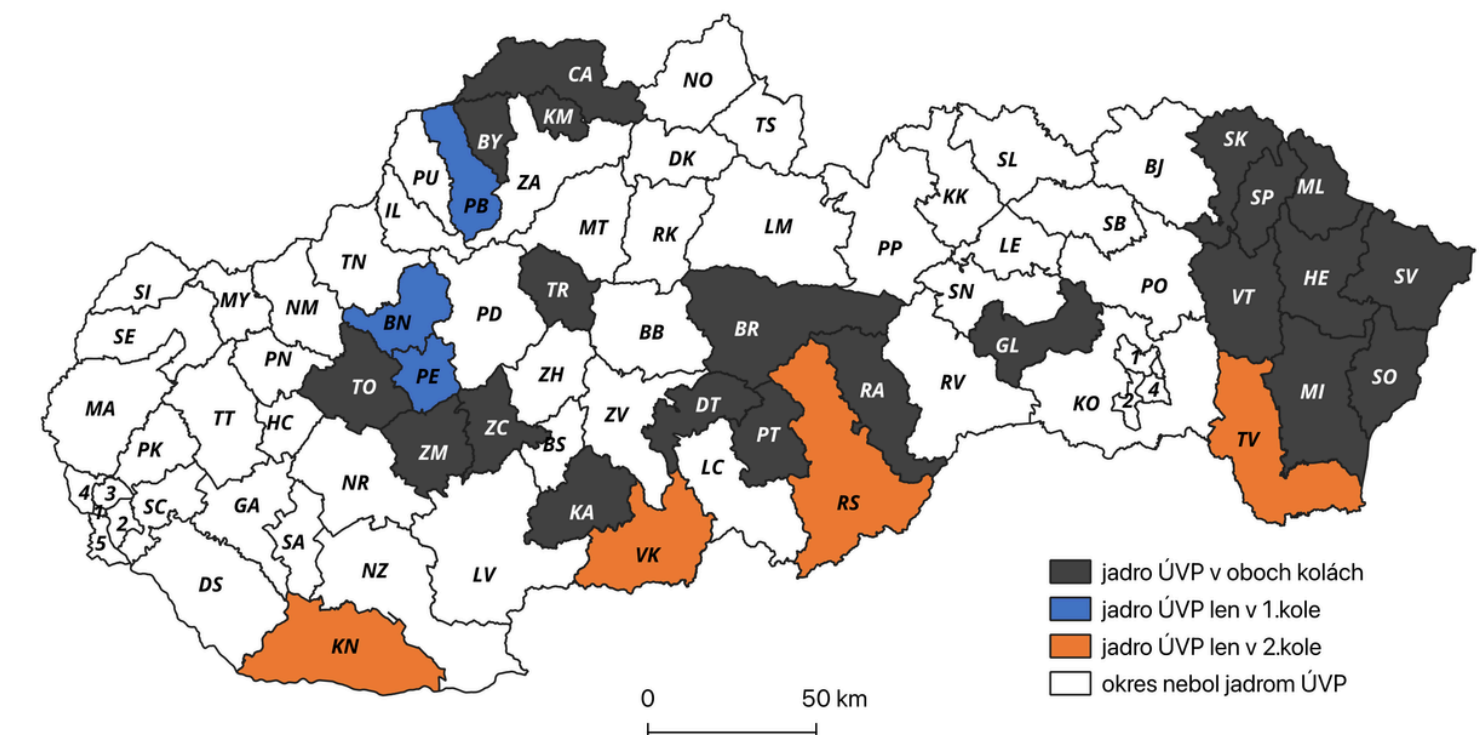 CA
NO
KM
TS
BY
SK
DK
SL
BJ
PU
ZA
KK
SP
ML
IL
PB
MT
RK
LM
SB
PP
LE
TN
SI
MY
NM
TR
SN
PO
VT
HE
SV
SE
BN
PD
BB
BR
GL
PN
1
TO
PE
ZH
RA
RV
KO
2
4
MI
SO
MA
TT
HC
ZC
BS
ZV
DT
PT
TV
PK
ZM
LC
NR
4
3
1
2
5
SC
GA
KA
RS
SA
VK
DS
NZ
LV
KN
jadro ÚVP v oboch kolách
jadro ÚVP len v 1.kole
jadro ÚVP len v 2.kole
okres nebol jadrom ÚVP
0 50 km